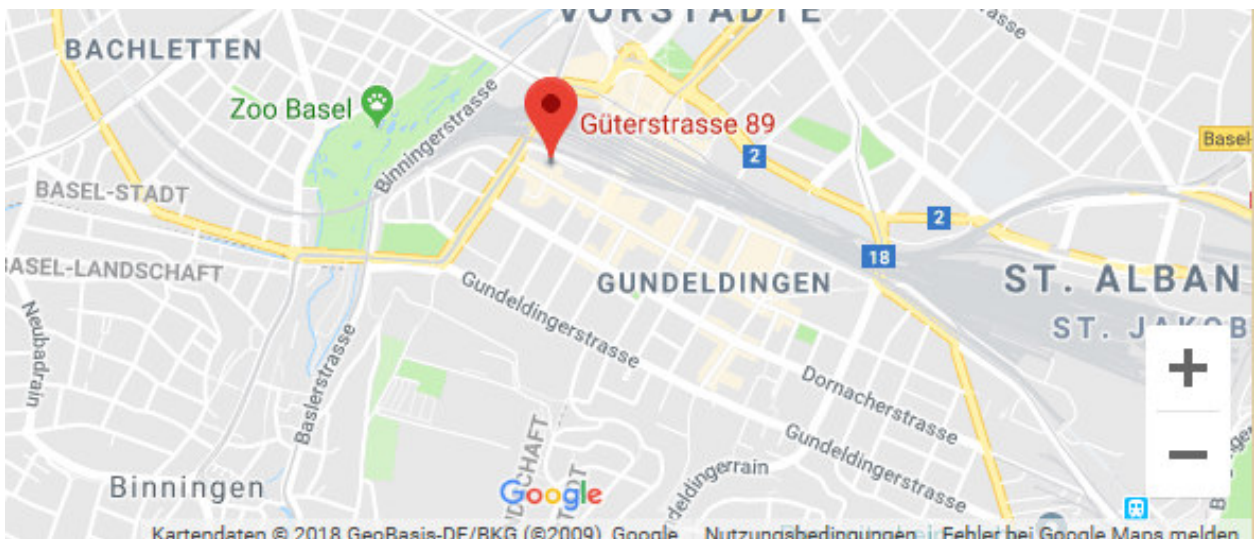 VORSTÄDTE
BACHLETTEN
Zoo Basel
Binningerstrasse
Güterstrasse 89
2
Basel
BASEL-STADT
2
18
BASEL-LANDSCHAFT
GUNDELDINGEN
ST. ALBAN
ST. JAKOB
Gundeldingerstrasse
Neubadrain
Baslerstrasse
Dornacherstrasse
Gundeldingerstrasse
Binningen
Google
Kartendaten © 2018 GeoBasis-DE/BKG (©2009), Google
Nutzungsbedingungen
Fehler bei Google Maps melden